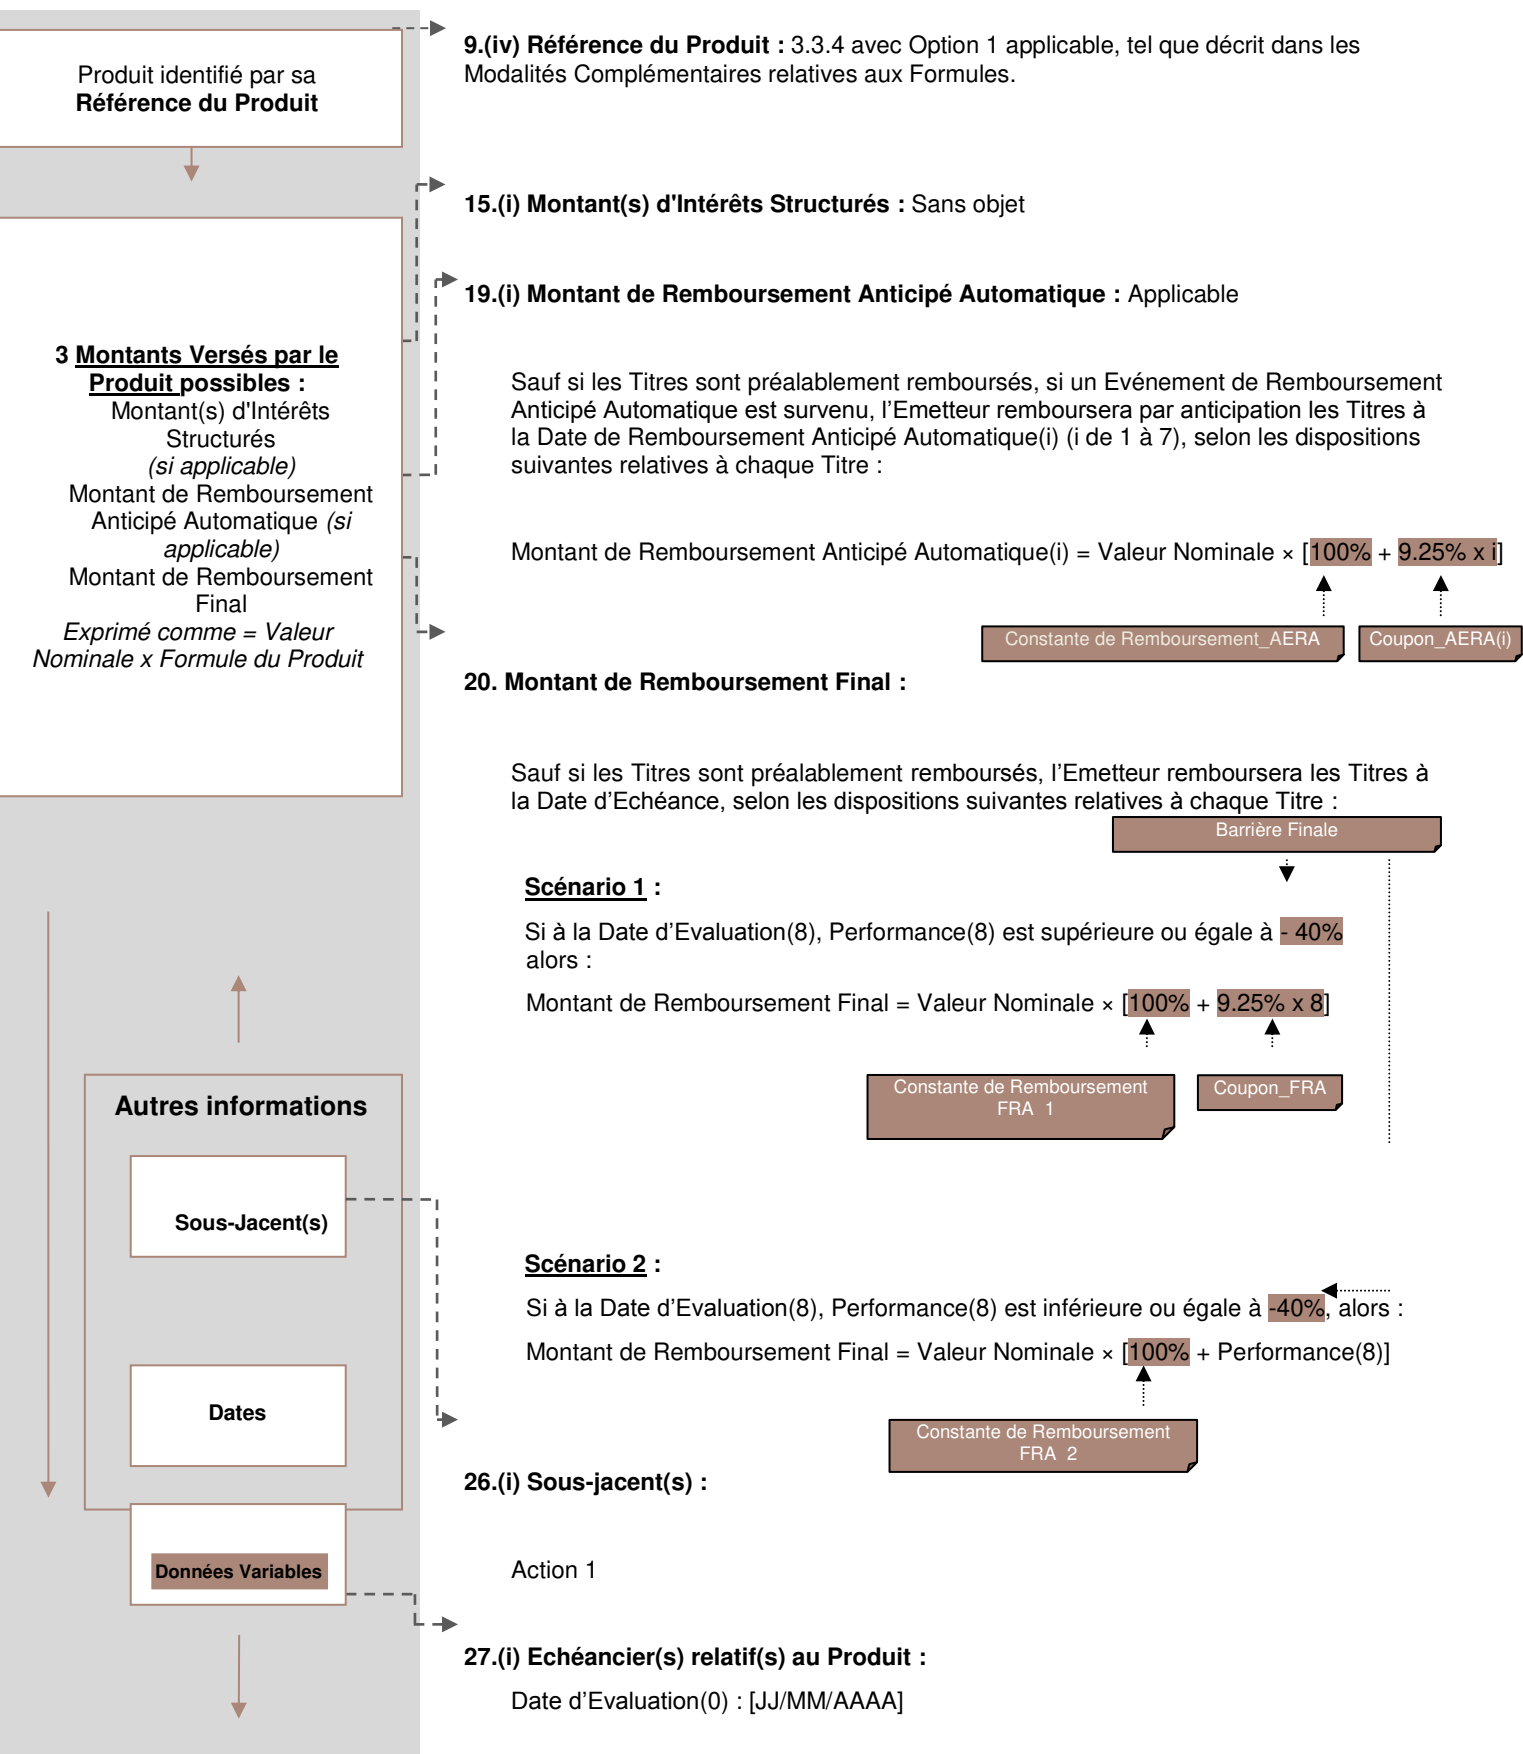 Produit identifié par sa
Référence du Produit
3 Montants Versés par le
Produit possibles :
Montant(s) d'Intérêts
Structurés
(si applicable)
Montant de Remboursement
Anticipé Automatique (si
applicable)
Montant de Remboursement
Final
Exprimé comme = Valeur
Nominale x Formule du Produit
Autres informations
Sous-Jacent(s)
Dates
Données Variables
9.(iv) Référence du Produit : 3.3.4 avec Option 1 applicable, tel que décrit dans les
Modalités Complémentaires relatives aux Formules.
15.(i) Montant(s) d'Intérêts Structurés : Sans objet
19.(i) Montant de Remboursement Anticipé Automatique : Applicable
Sauf si les Titres sont préalablement remboursés, si un Evénement de Remboursement
Anticipé Automatique est survenu, l’Emetteur remboursera par anticipation les Titres à
la Date de Remboursement Anticipé Automatique(i) (i de 1 à 7), selon les dispositions
suivantes relatives à chaque Titre :
Montant de Remboursement Anticipé Automatique(i) = Valeur Nominale × [100% + 9.25% x i]
Constante de Remboursement_AERA
Coupon_AERA(i)
20. Montant de Remboursement Final :
Sauf si les Titres sont préalablement remboursés, l’Emetteur remboursera les Titres à
la Date d’Echéance, selon les dispositions suivantes relatives à chaque Titre :
Barrière Finale
Scénario 1 :
Si à la Date d’Evaluation(8), Performance(8) est supérieure ou égale à - 40%
alors :
Montant de Remboursement Final = Valeur Nominale × [100% + 9.25% x 8]
Constante de Remboursement
FRA 1
Coupon_FRA
Scénario 2 :
Si à la Date d’Evaluation(8), Performance(8) est inférieure ou égale à -40%, alors :
Montant de Remboursement Final = Valeur Nominale × [100% + Performance(8)]
Constante de Remboursement
FRA 2
26.(i) Sous-jacent(s) :
Action 1
27.(i) Echéancier(s) relatif(s) au Produit :
Date d’Evaluation(0) : [JJ/MM/AAAA]